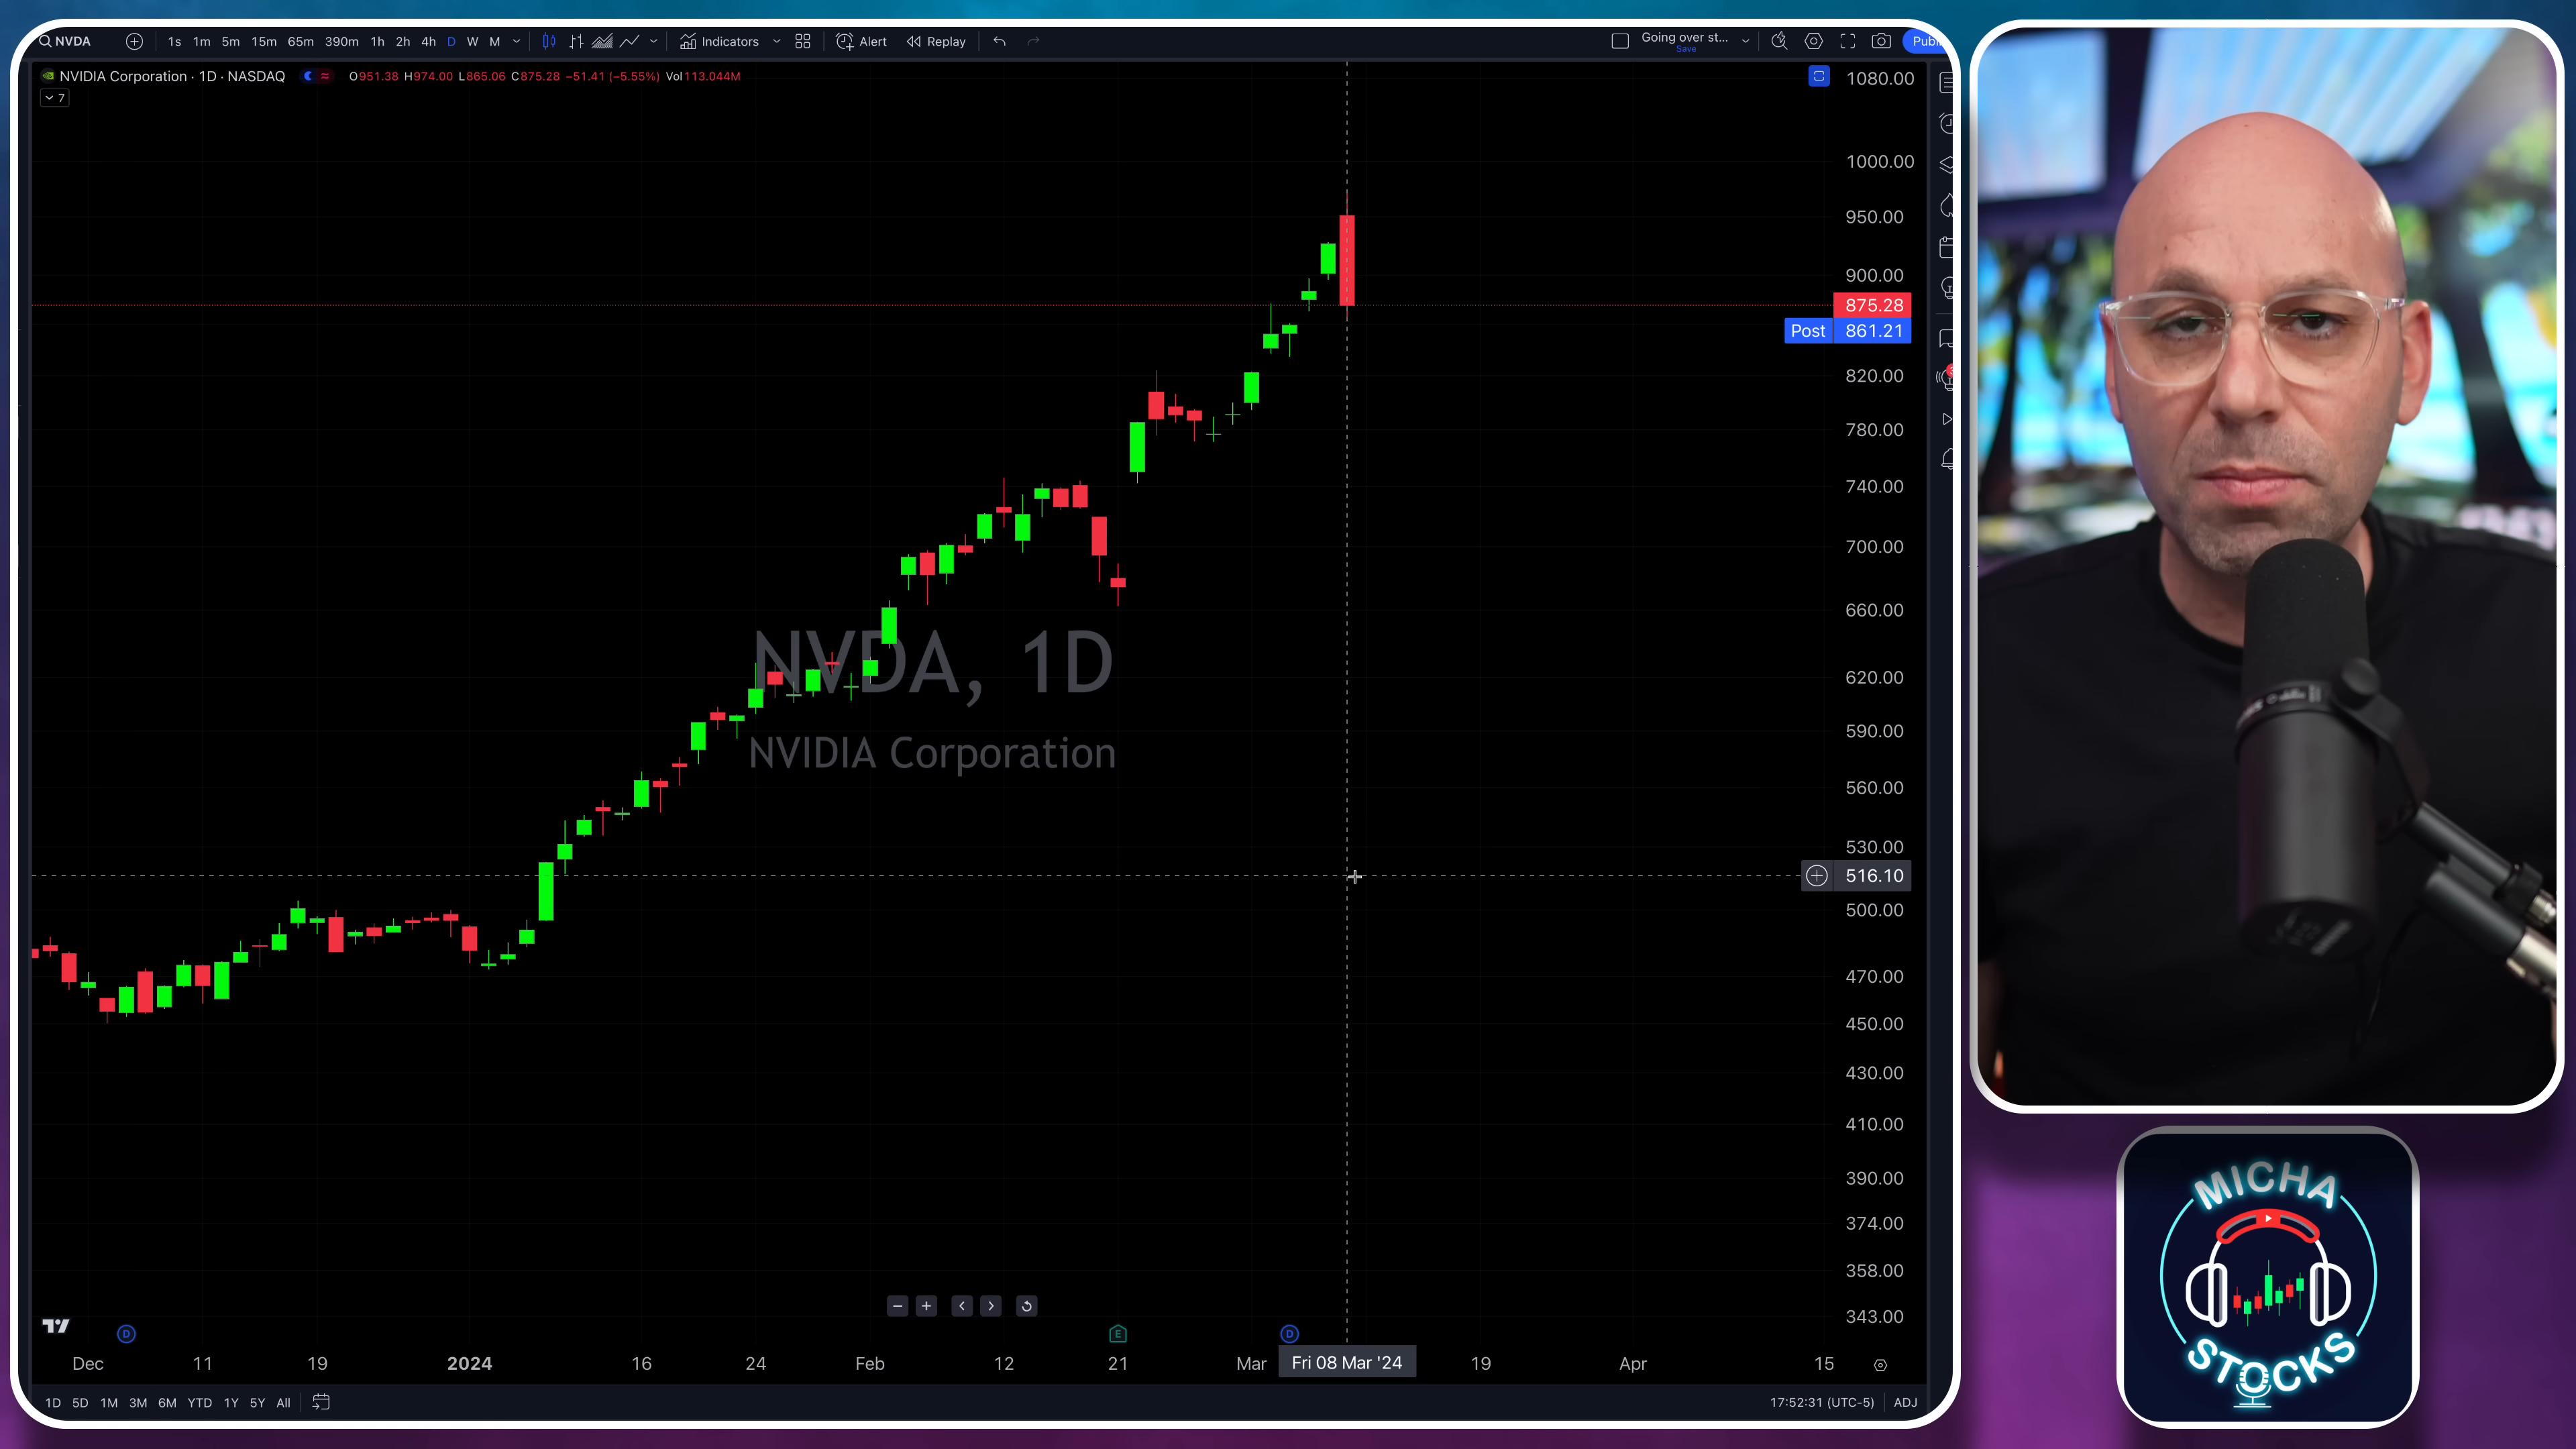 NVDA 1s 1m 5m 15m 65m 390m 1h 2h 4h D W M Indicators Alert Replay Going over st... Save
NVIDIA Corporation · 1D · NASDAQ O951.38 H974.00 L865.06 C875.28 −51.41 (−5.55%) Vol113.044M
7
1080.00
1000.00
950.00
900.00
875.28
Post 861.21
820.00
780.00
740.00
700.00
660.00
620.00
590.00
560.00
530.00
516.10
500.00
470.00
450.00
430.00
410.00
390.00
374.00
358.00
343.00
NVDA, 1D
NVIDIA Corporation
D E D
Dec 11 19 2024 16 24 Feb 12 21 Mar Fri 08 Mar '24 19 Apr 15
1D 5D 1M 3M 6M YTD 1Y 5Y All 17:52:31 (UTC-5) ADJ
MICHA
STOCKS